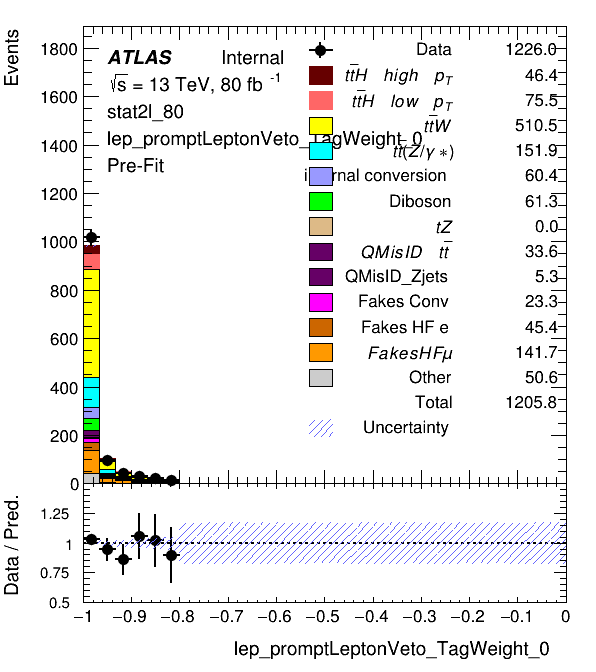 Events
1800
1600
1400
1200
1000
800
600
400
200
0
ATLAS Internal
√s = 13 TeV, 80 fb⁻¹
stat2l_80
lep_promptLeptonVeto_TagWeight_0
Pre-Fit
Data 1226.0
tt̅H high p_T 46.4
tt̅H low p_T 75.5
tt̅W 510.5
tt̅(Z/γ*) 151.9
internal conversion 60.4
Diboson 61.3
tZ 0.0
QMisID tt̅ 33.6
QMisID_Zjets 5.3
Fakes Conv 23.3
Fakes HF e 45.4
FakesHFμ 141.7
Other 50.6
Total 1205.8
Uncertainty
Data / Pred.
1.25
1
0.75
0.5
−1 −0.9 −0.8 −0.7 −0.6 −0.5 −0.4 −0.3 −0.2 −0.1 0
lep_promptLeptonVeto_TagWeight_0